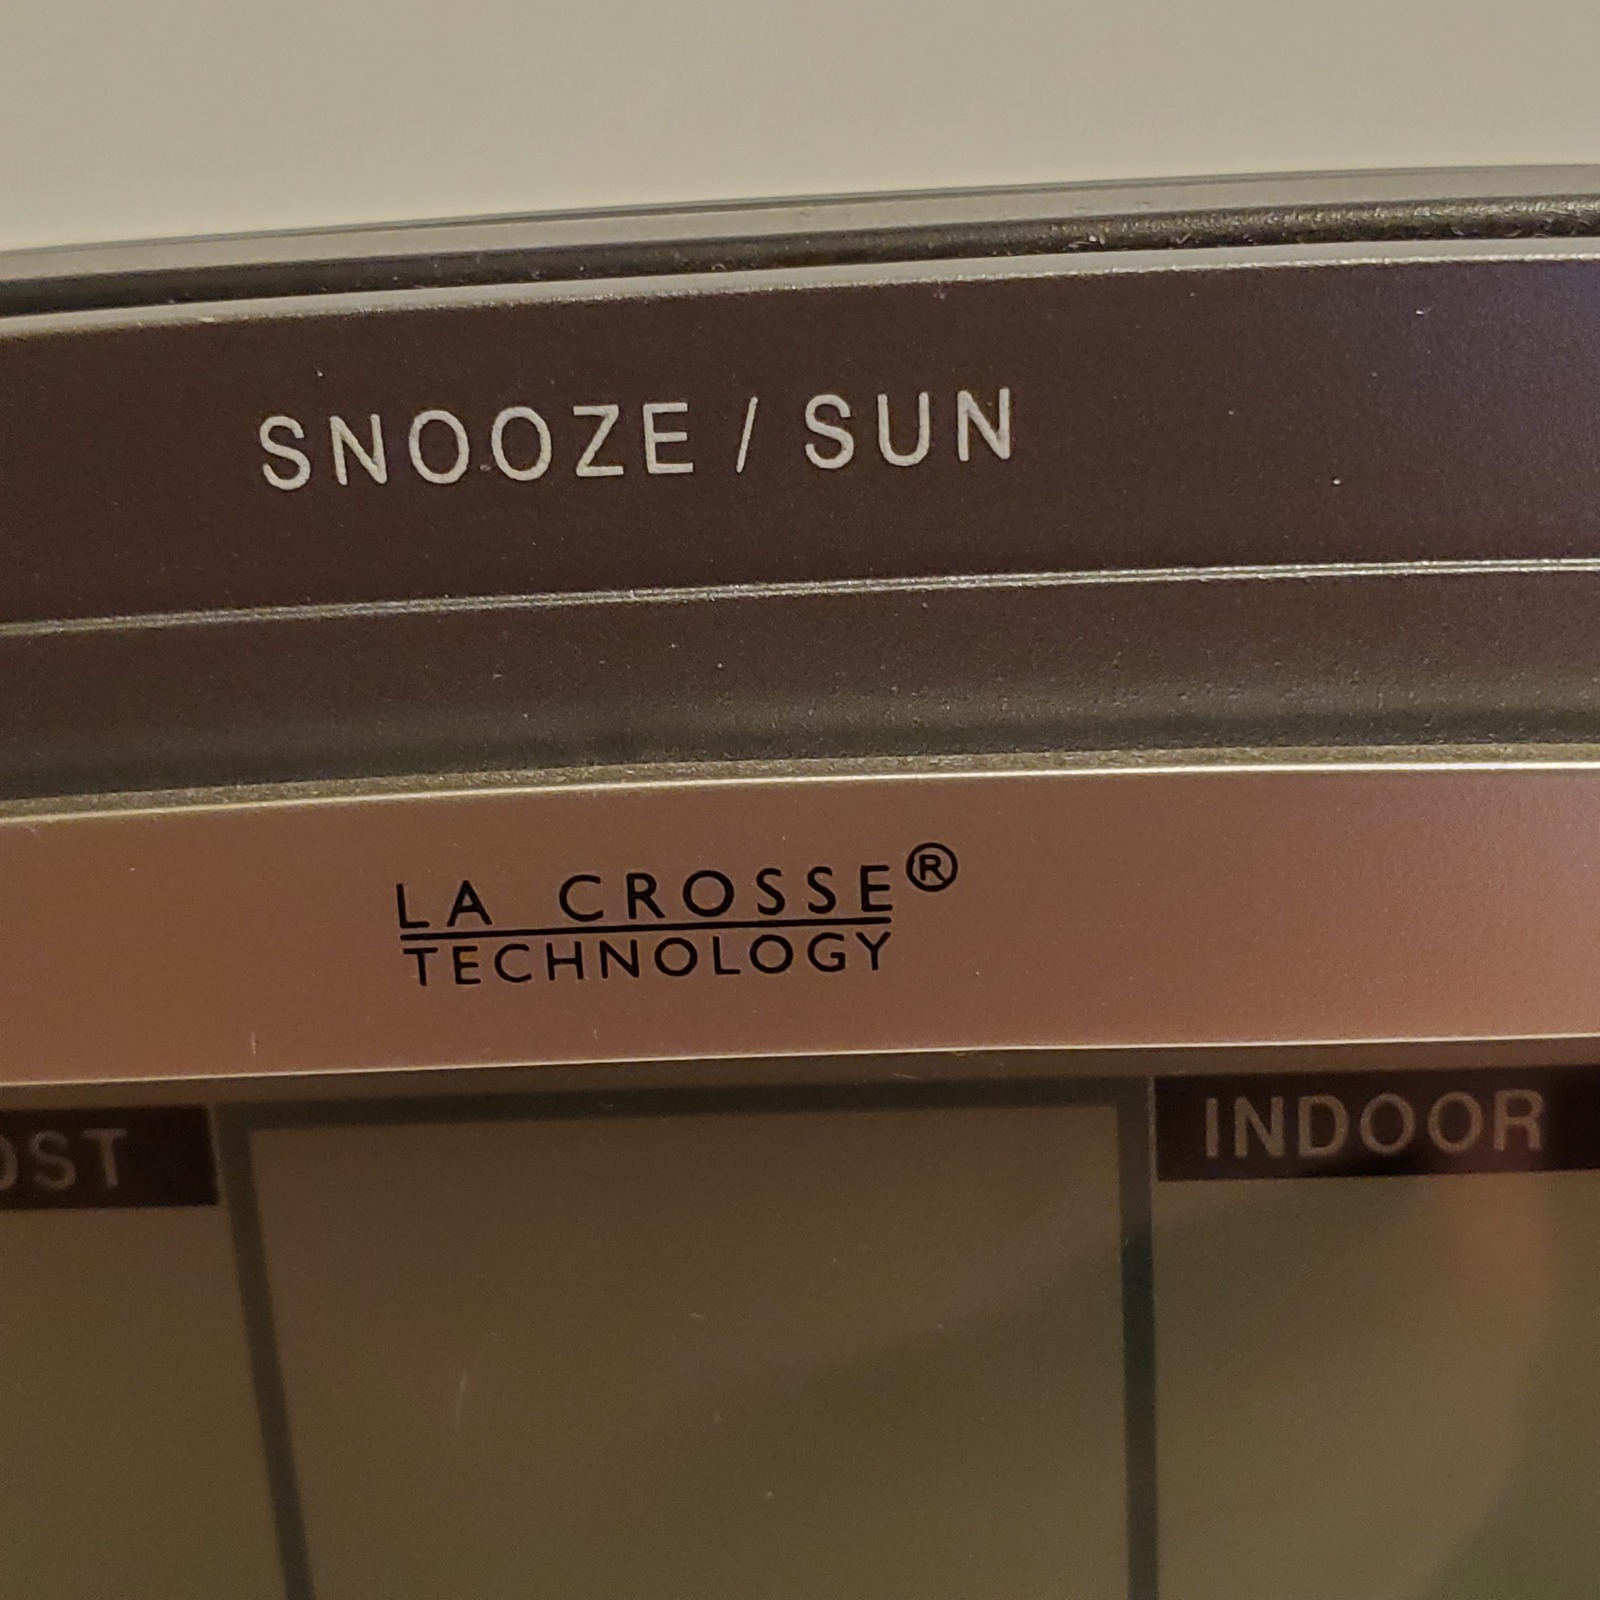 SNOOZE / SUN
LA CROSSE®
TECHNOLOGY
INDOOR